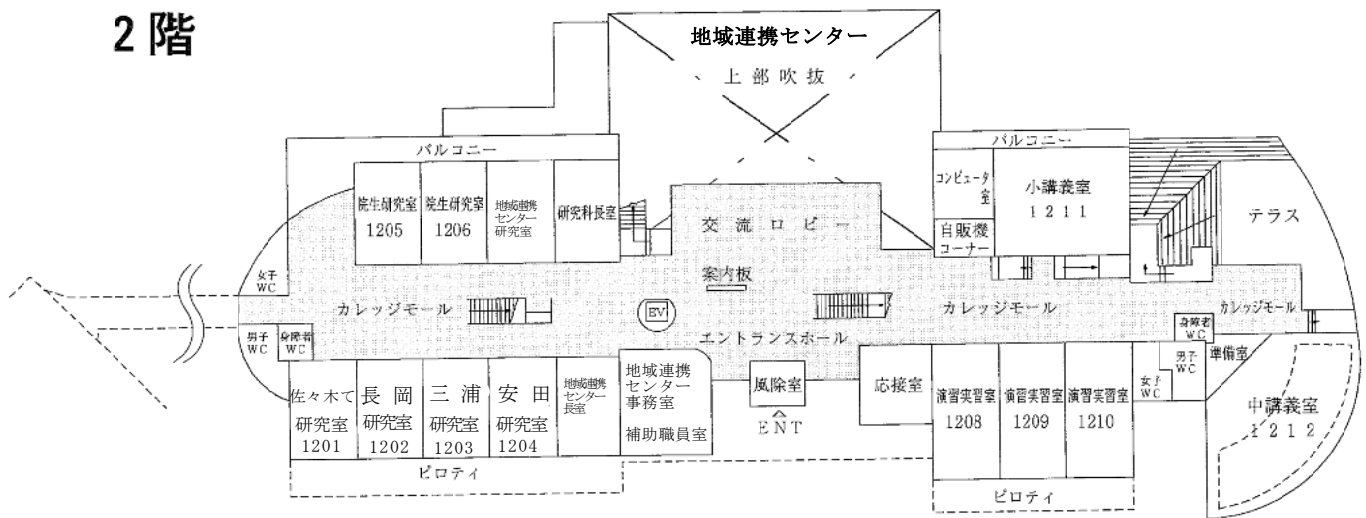 2階
地域連携センター
上部吹抜
バルコニー
バルコニー
院生研究室
1205
院生研究室
1206
地域連携
センター
研究室
研究科長室
交流ロビー
コンピュータ
室
自販機
コーナー
小講義室
1211
テラス
女子
WC
案内板
カレッジモール
EV
カレッジモール
カレッジモール
エントランスホール
男子
WC
身障者
WC
身障者
WC
男子
WC
女子
WC
準備室
佐々木て
研究室
1201
長岡
研究室
1202
三浦
研究室
1203
安田
研究室
1204
地域連携
センター
長室
地域連携
センター
事務室
補助職員室
風除室
ENT
応接室
演習実習室
1208
演習実習室
1209
演習実習室
1210
中講義室
1212
ピロティ
ピロティ